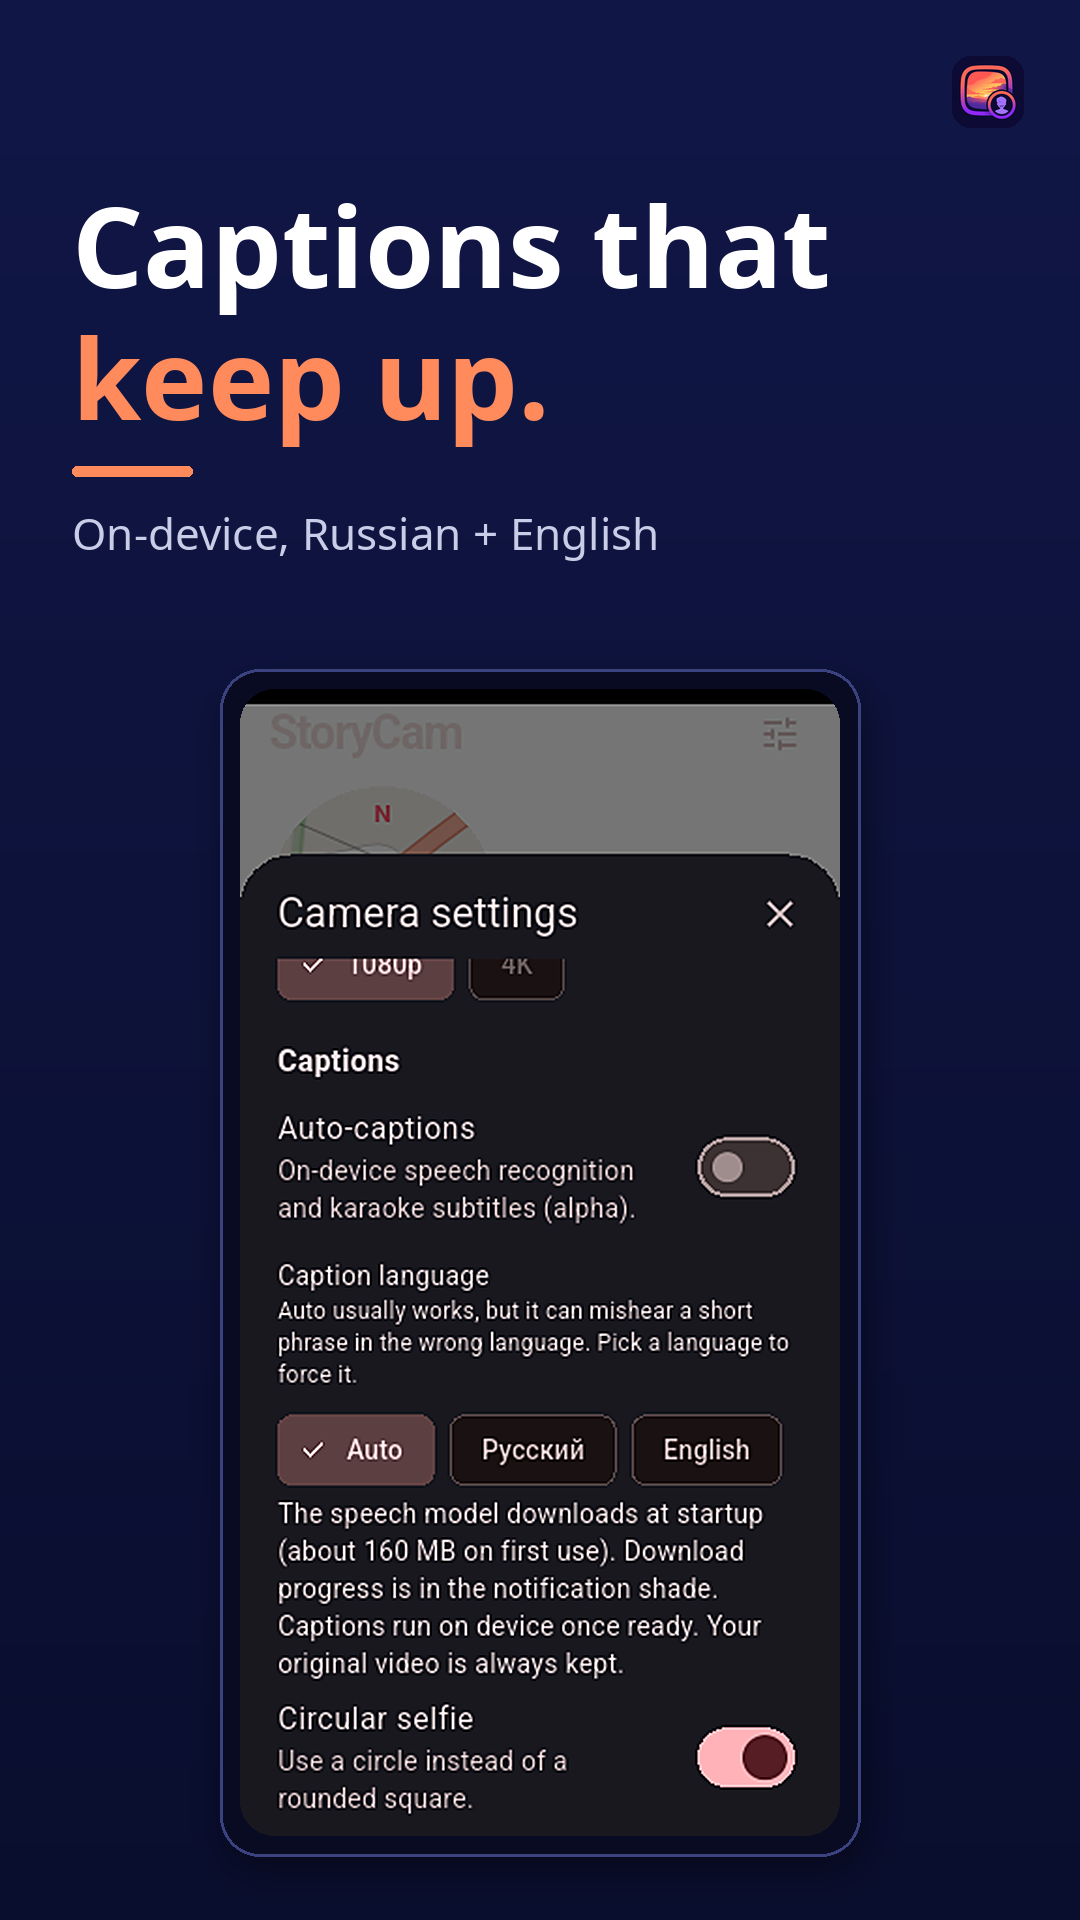 Captions that
keep up.
On-device, Russian + English
StoryCam
N
Camera settings
1080p
4K
Captions
Auto-captions
On-device speech recognition
and karaoke subtitles (alpha).
Caption language
Auto usually works, but it can mishear a short
phrase in the wrong language. Pick a language to
force it.
Auto
Русский
English
The speech model downloads at startup
(about 160 MB on first use). Download
progress is in the notification shade.
Captions run on device once ready. Your
original video is always kept.
Circular selfie
Use a circle instead of a
rounded square.